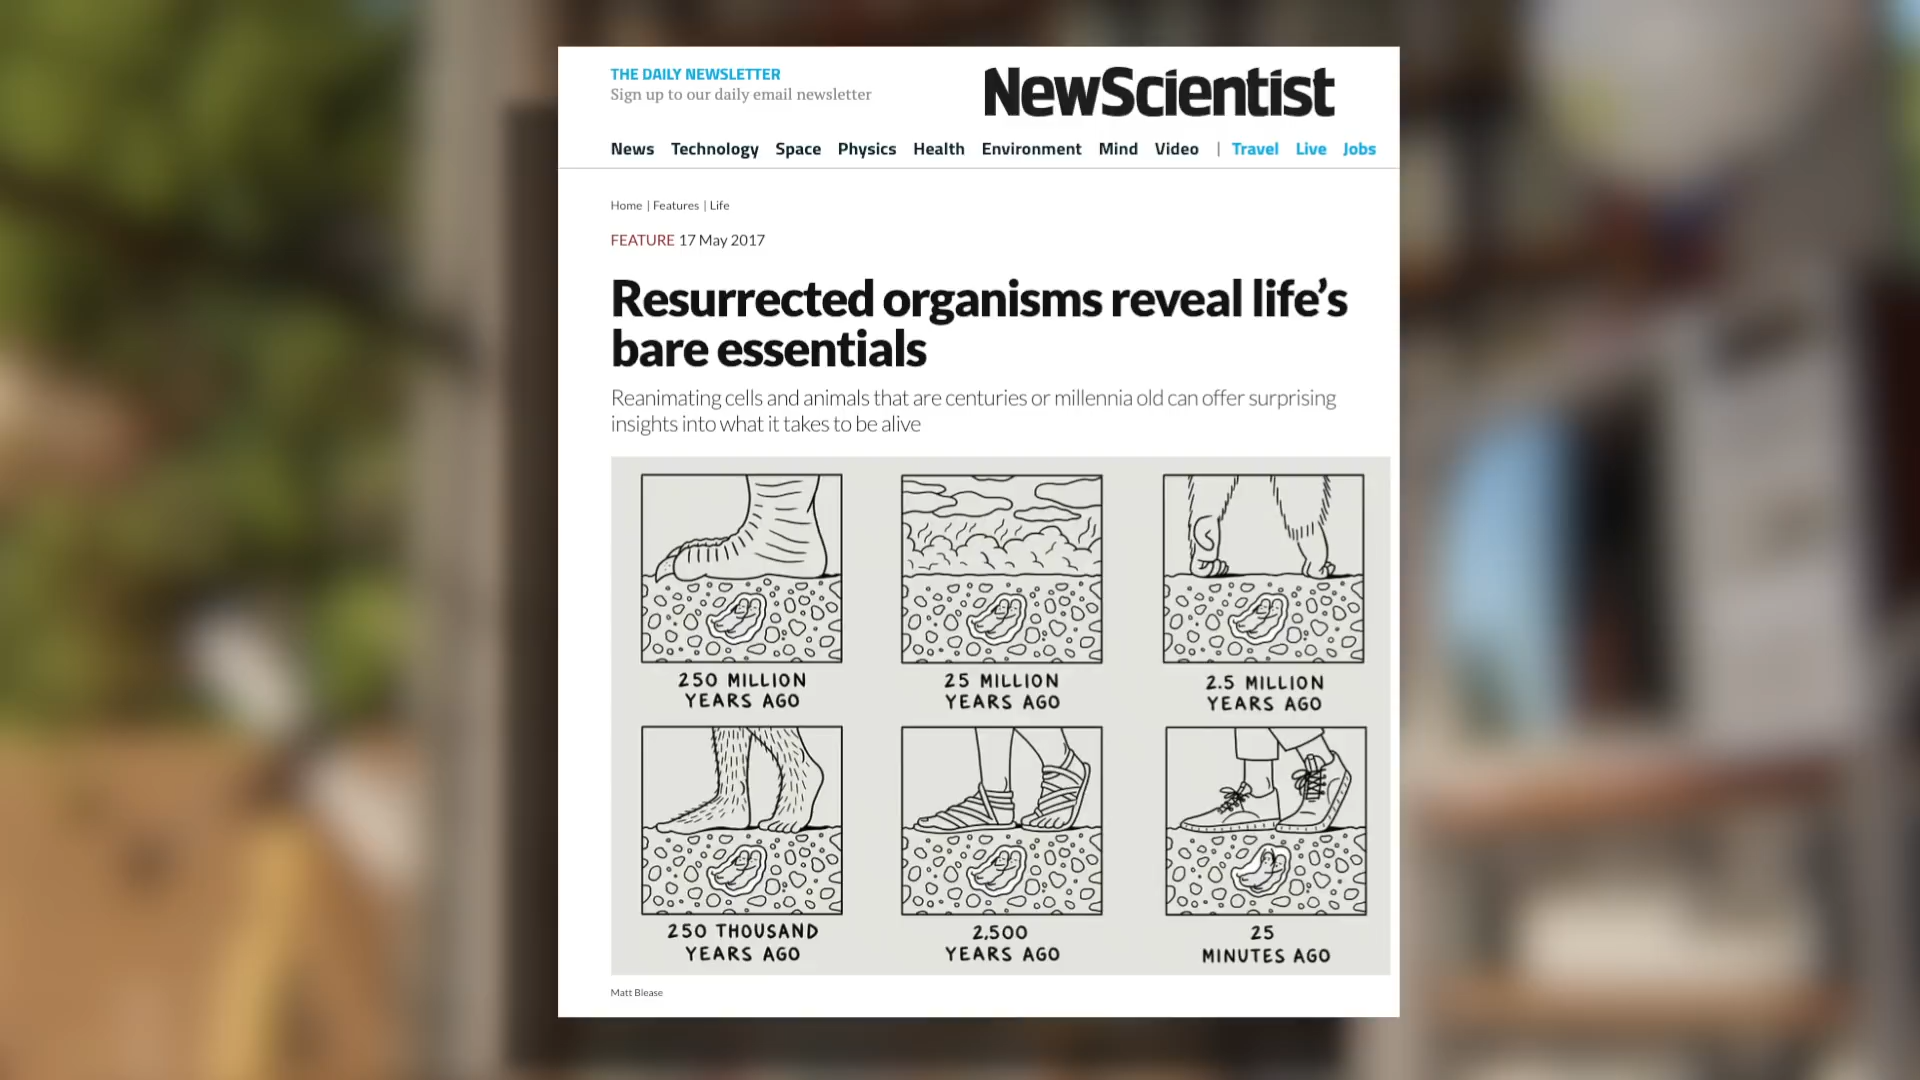 THE DAILY NEWSLETTER
Sign up to our daily email newsletter
NewScientist
News Technology Space Physics Health Environment Mind Video | Travel Live Jobs
Home | Features | Life
FEATURE 17 May 2017
Resurrected organisms reveal life’s
bare essentials
Reanimating cells and animals that are centuries or millennia old can offer surprising
insights into what it takes to be alive
250 MILLION
YEARS AGO
25 MILLION
YEARS AGO
2.5 MILLION
YEARS AGO
250 THOUSAND
YEARS AGO
2,500
YEARS AGO
25
MINUTES AGO
Matt Blease